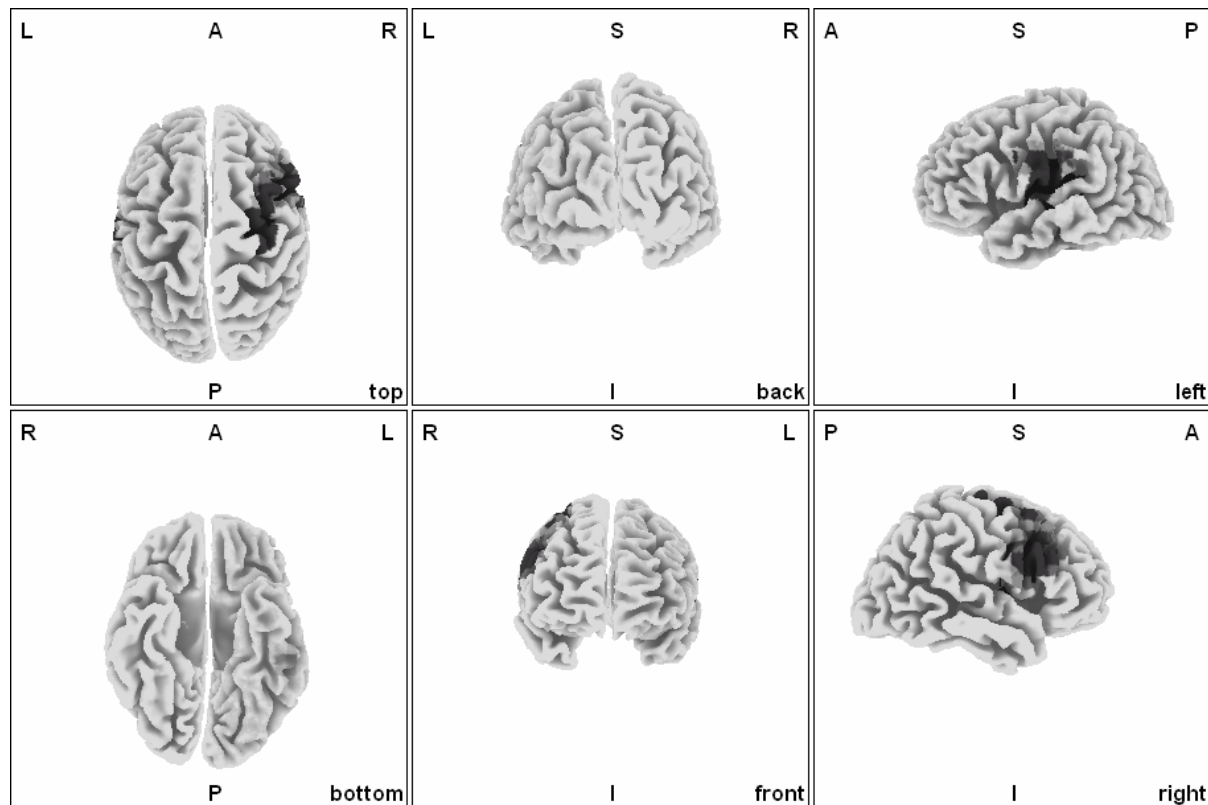 L A R
P top
L S R
I back
A S P
I left
R A L
P bottom
R S L
I front
P S A
I right